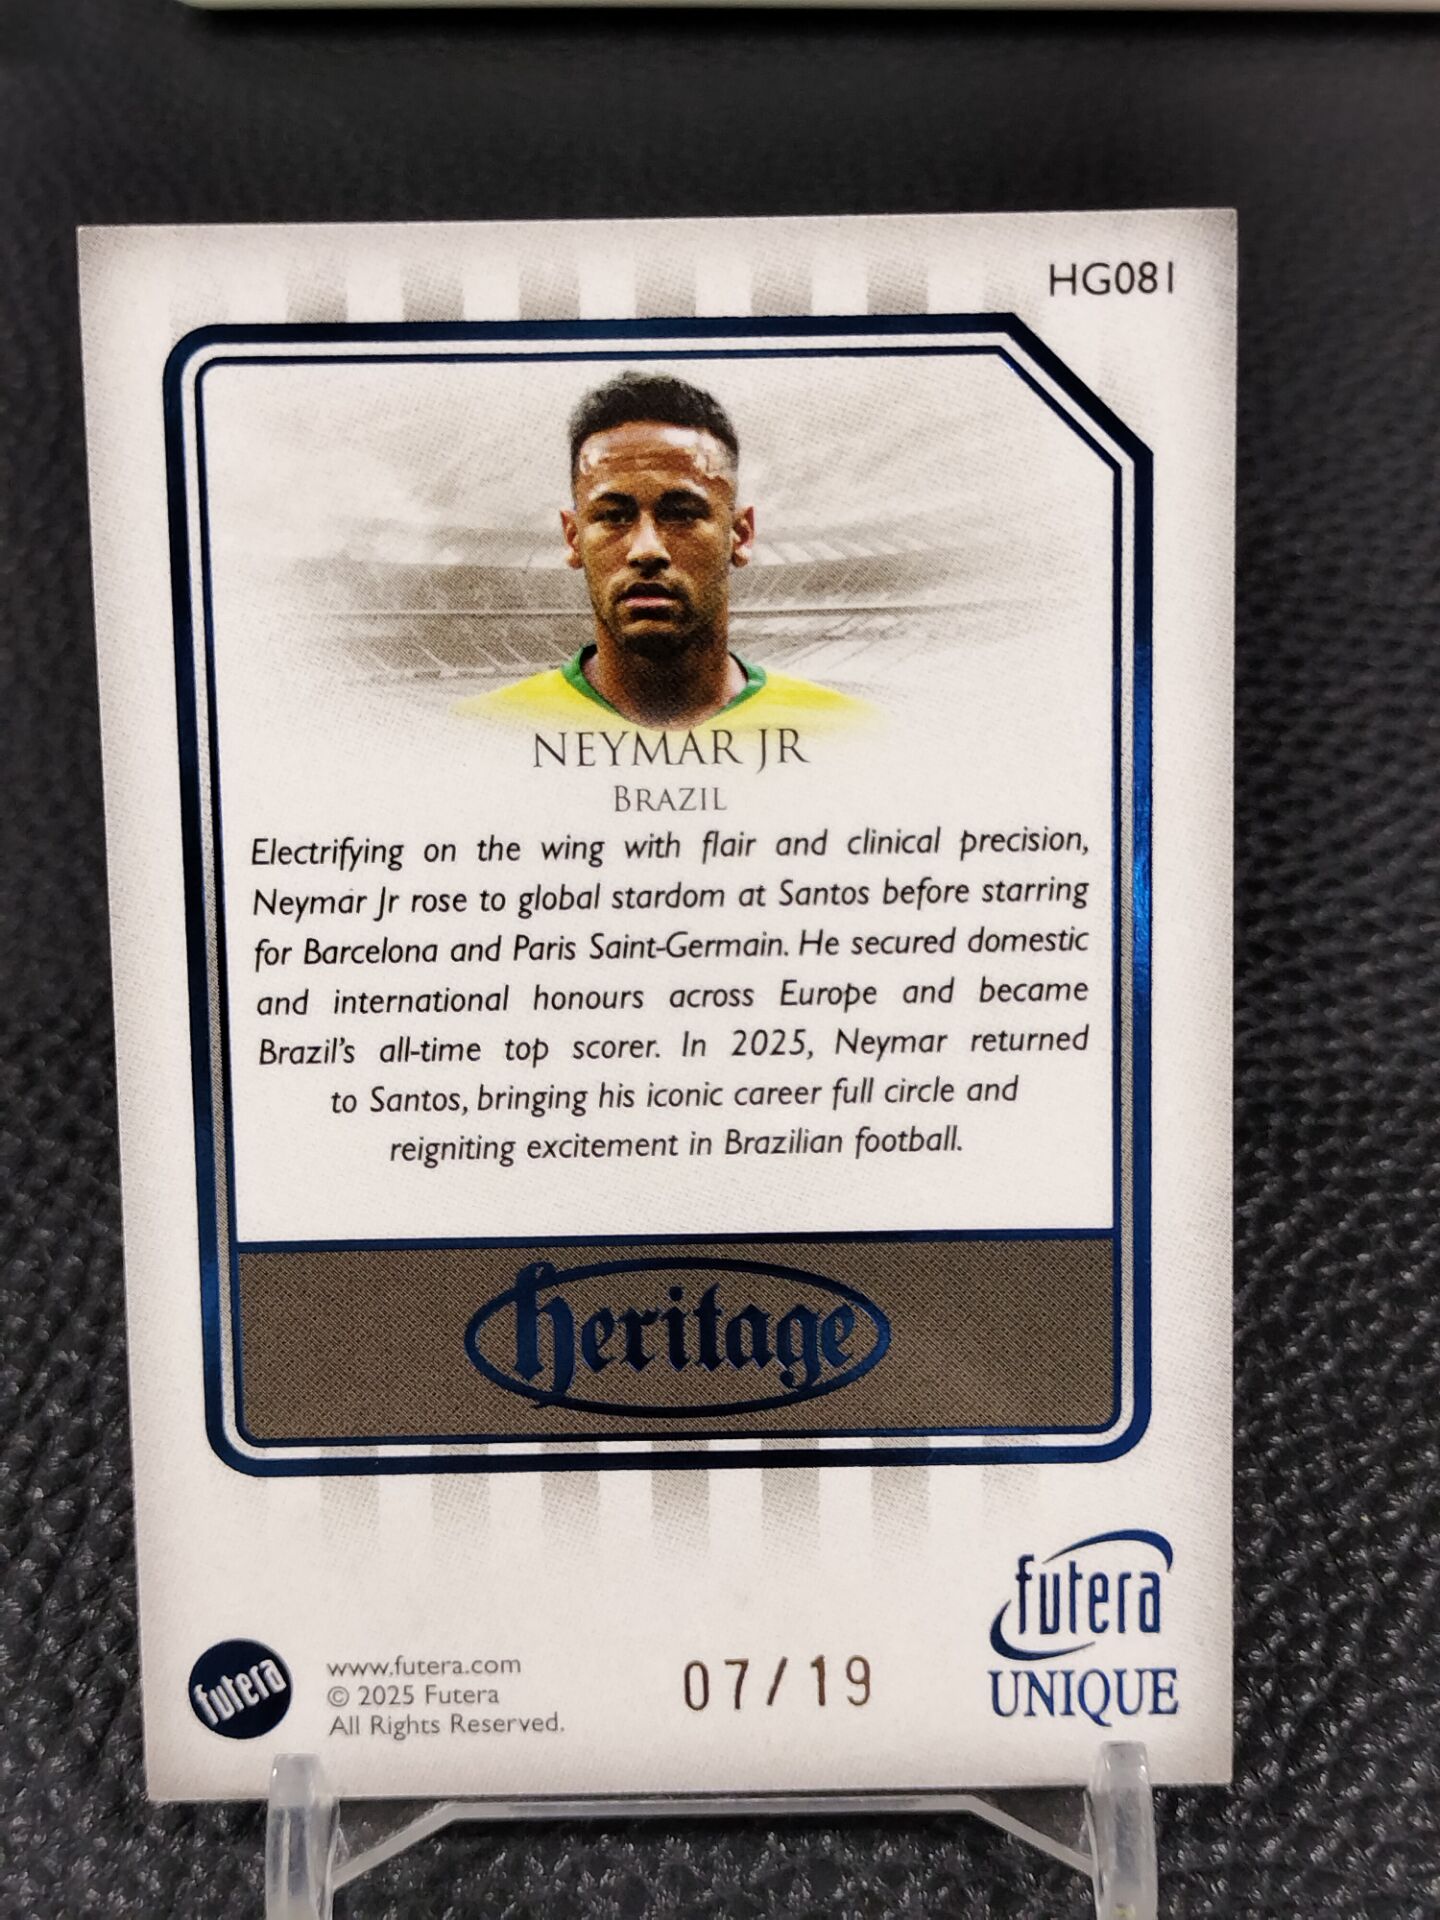 HG081
NEYMAR JR
BRAZIL
Electrifying on the wing with flair and clinical precision,
Neymar Jr rose to global stardom at Santos before starring
for Barcelona and Paris Saint-Germain. He secured domestic
and international honours across Europe and became
Brazil's all-time top scorer. In 2025, Neymar returned
to Santos, bringing his iconic career full circle and
reigniting excitement in Brazilian football.
heritage
futera
UNIQUE
futera
www.futera.com
© 2025 Futera
All Rights Reserved.
07/19